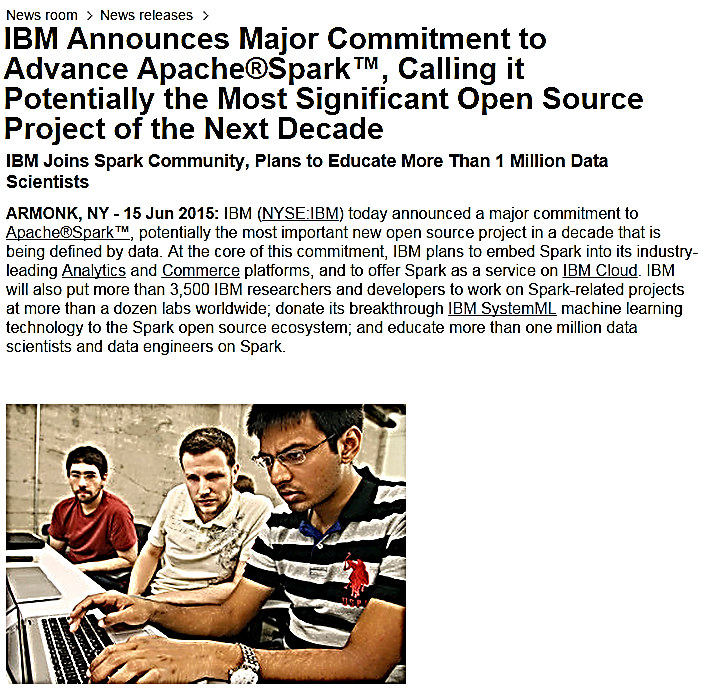 News room > News releases >
IBM Announces Major Commitment to
Advance Apache®Spark™, Calling it
Potentially the Most Significant Open Source
Project of the Next Decade
IBM Joins Spark Community, Plans to Educate More Than 1 Million Data
Scientists
ARMONK, NY - 15 Jun 2015: IBM (NYSE:IBM) today announced a major commitment to
Apache®Spark™, potentially the most important new open source project in a decade that is
being defined by data. At the core of this commitment, IBM plans to embed Spark into its industry-
leading Analytics and Commerce platforms, and to offer Spark as a service on IBM Cloud. IBM
will also put more than 3,500 IBM researchers and developers to work on Spark-related projects
at more than a dozen labs worldwide; donate its breakthrough IBM SystemML machine learning
technology to the Spark open source ecosystem; and educate more than one million data
scientists and data engineers on Spark.